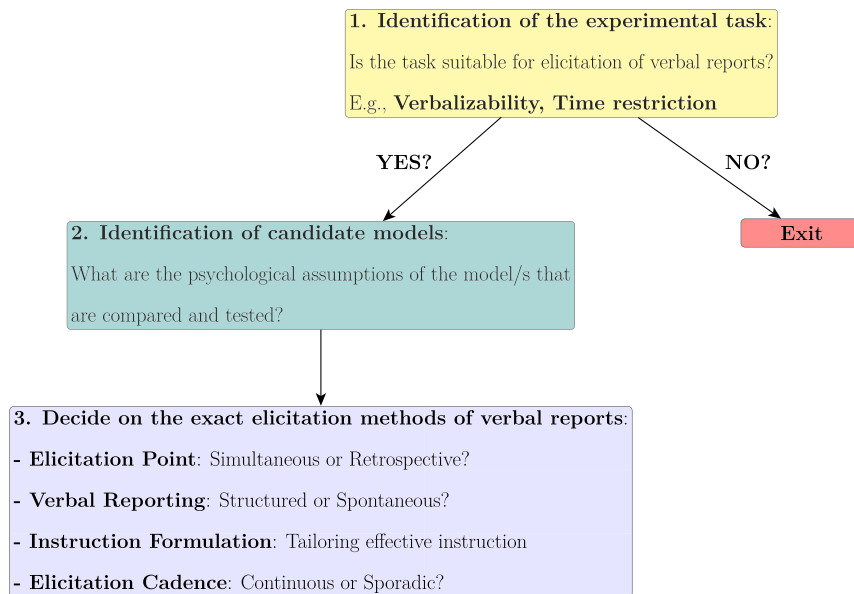 1. Identification of the experimental task:
Is the task suitable for elicitation of verbal reports?
E.g., Verbalizability, Time restriction
YES?
NO?
2. Identification of candidate models:
What are the psychological assumptions of the model/s that
are compared and tested?
Exit
3. Decide on the exact elicitation methods of verbal reports:
- Elicitation Point: Simultaneous or Retrospective?
- Verbal Reporting: Structured or Spontaneous?
- Instruction Formulation: Tailoring effective instruction
- Elicitation Cadence: Continuous or Sporadic?